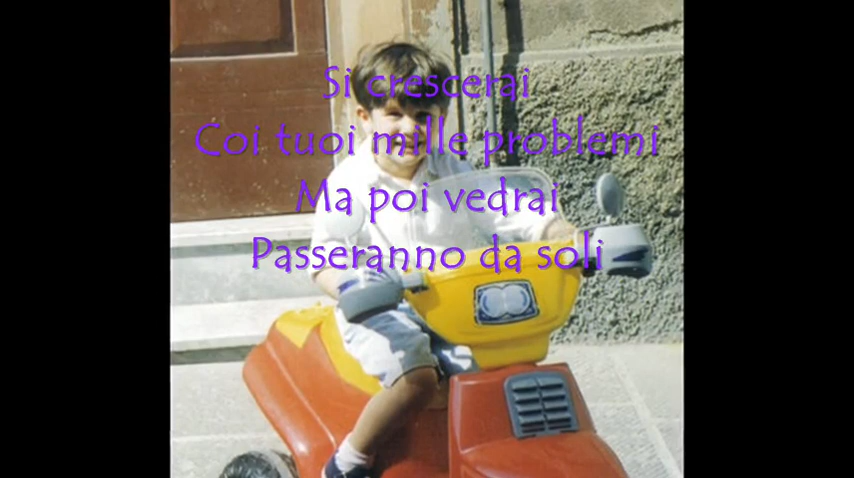 Si crescerai
Coi tuoi mille problemi
Ma poi vedrai
Passeranno da soli